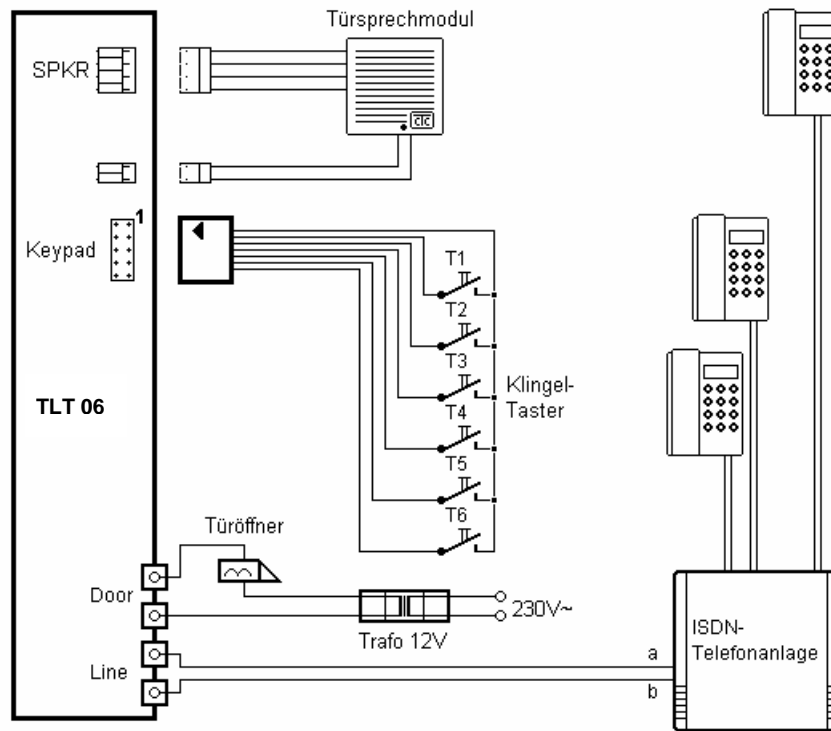 Türsprechmodul
SPKR
CTC
1
Keypad
T1
T2
T3
Klingel-
Taster
TLT 06
T4
T5
T6
Türöffner
Door
230V~
Trafo 12V
ISDN-
Telefonanlage
a
Line
b